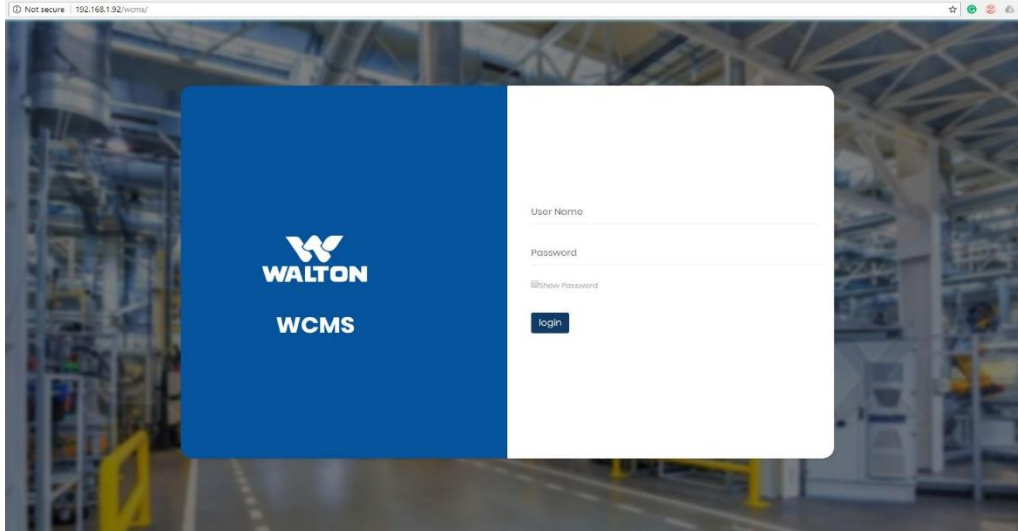 Not secure | 192.168.1.92/wcms/
WALTON
WCMS
User Name
Password
Show Password
login